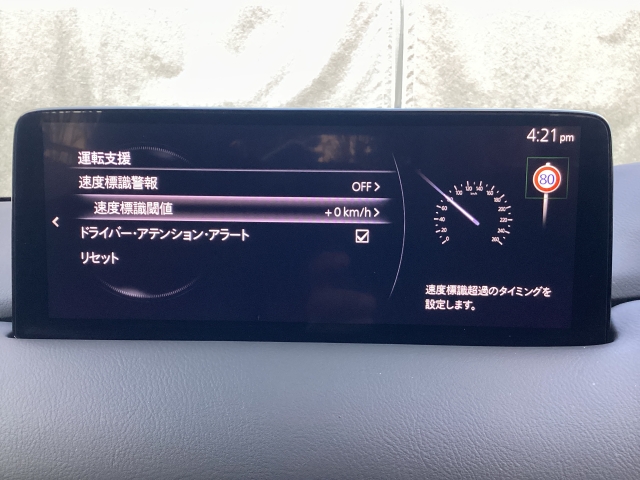 4:21 pm
運転支援
速度標識警報 OFF
速度標識閾値 +0 km/h
ドライバー・アテンション・アラート
リセット
80
速度標識超過のタイミングを
設定します。